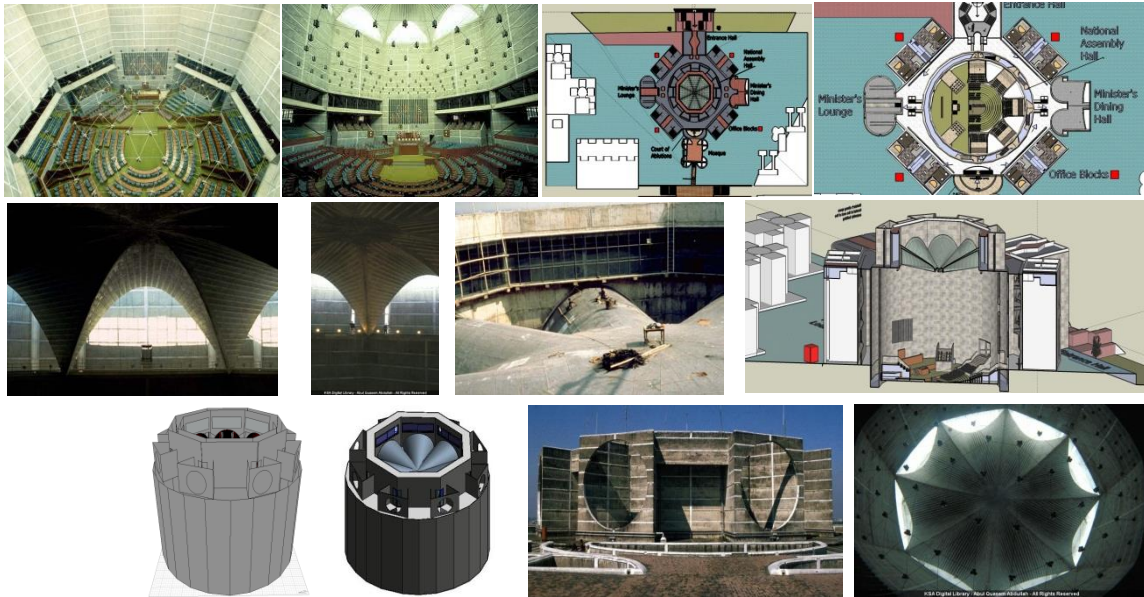 Entrance Hall
National
Assembly
Hall
Minister's
Lounge
Minister's
Dining
Hall
Office Blocks
Court of
Ablutions
Mosque
Entrance Hall
National
Assembly
Hall
Minister's
Lounge
Minister's
Dining
Hall
Office Blocks
KSA Digital Library - Abul Quasem Abdullah - All Rights Reserved
KSA Digital Library - Abul Quasem Abdullah - All Rights Reserved